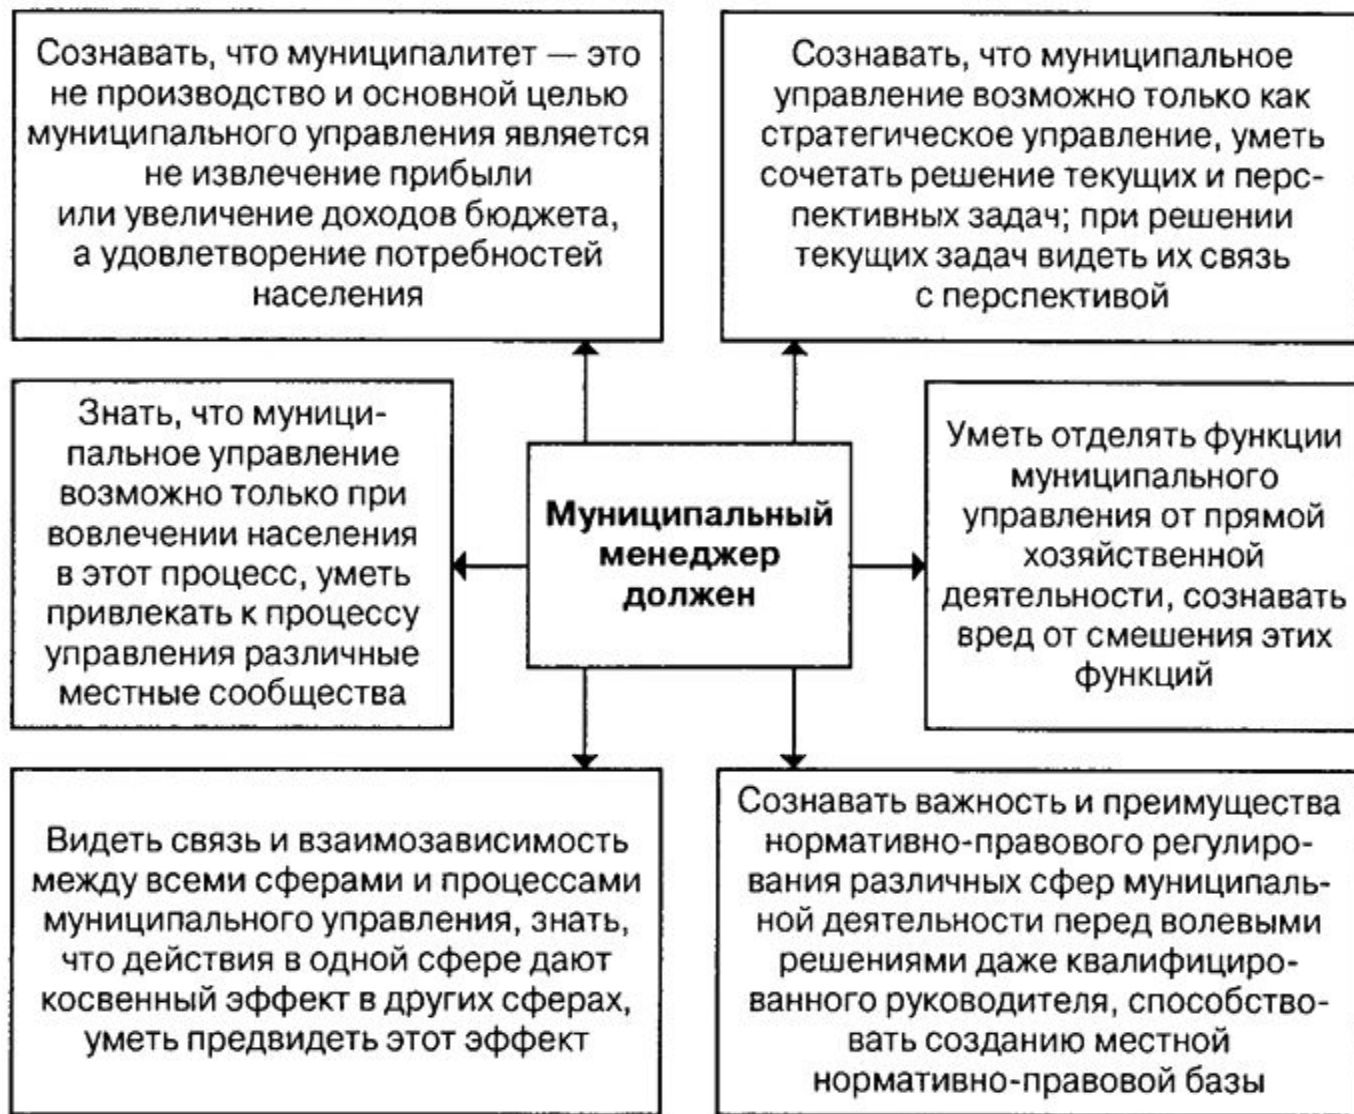 Сознавать, что муниципалитет — это
не производство и основной целью
муниципального управления является
не извлечение прибыли
или увеличение доходов бюджета,
а удовлетворение потребностей
населения
Сознавать, что муниципальное
управление возможно только как
стратегическое управление, уметь
сочетать решение текущих и перс-
пективных задач; при решении
текущих задач видеть их связь
с перспективой
Знать, что муници-
пальное управление
возможно только при
вовлечении населения
в этот процесс, уметь
привлекать к процессу
управления различные
местные сообщества
Муниципальный
менеджер
должен
Уметь отделять функции
муниципального
управления от прямой
хозяйственной
деятельности, сознавать
вред от смешения этих
функций
Видеть связь и взаимозависимость
между всеми сферами и процессами
муниципального управления, знать,
что действия в одной сфере дают
косвенный эффект в других сферах,
уметь предвидеть этот эффект
Сознавать важность и преимущества
нормативно-правового регулиро-
вания различных сфер муниципаль-
ной деятельности перед волевыми
решениями даже квалифициро-
ванного руководителя, способство-
вать созданию местной
нормативно-правовой базы